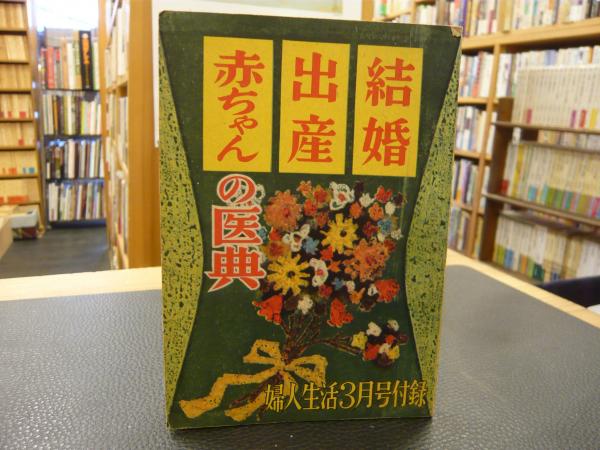 結婚
出産
赤ちゃん
の医典
婦人生活3月号付録